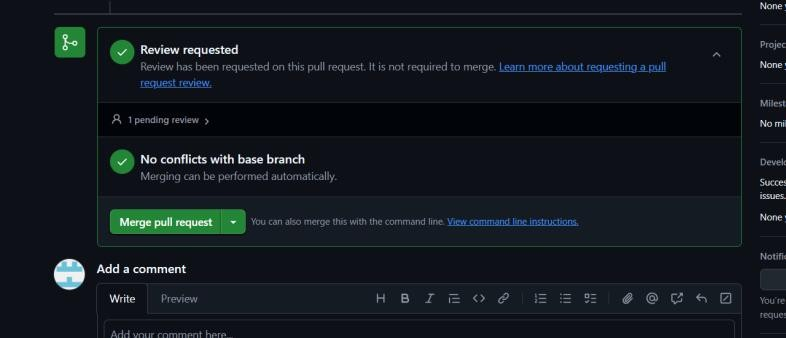 Review requested
Review has been requested on this pull request. It is not required to merge. Learn more about requesting a pull
request review.
1 pending review
No conflicts with base branch
Merging can be performed automatically.
Merge pull request
You can also merge this with the command line. View command line instructions.
Add a comment
Write
Preview
H B I
Add your comment here...
None y
Projec
None y
Milest
No mil
Develo
Succes
issues.
None y
Notific
You're
reques